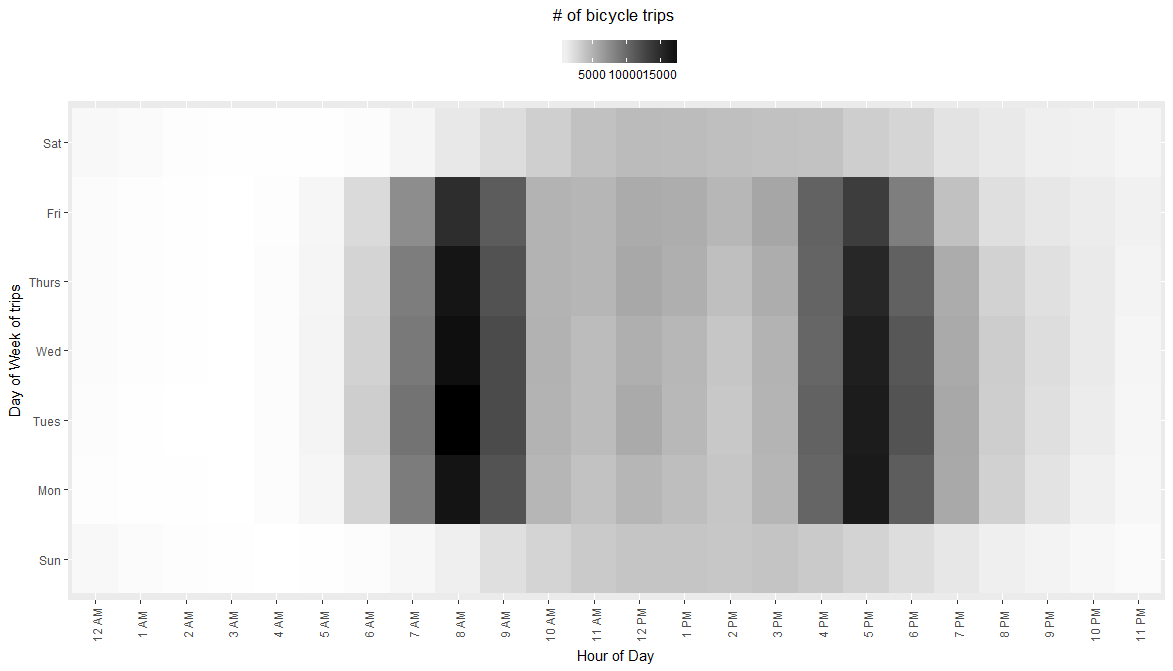 # of bicycle trips
5000 10000 15000
Day of Week of trips
Sat
Fri
Thurs
Wed
Tues
Mon
Sun
12 AM 1 AM 2 AM 3 AM 4 AM 5 AM 6 AM 7 AM 8 AM 9 AM 10 AM 11 AM 12 PM 1 PM 2 PM 3 PM 4 PM 5 PM 6 PM 7 PM 8 PM 9 PM 10 PM 11 PM
Hour of Day